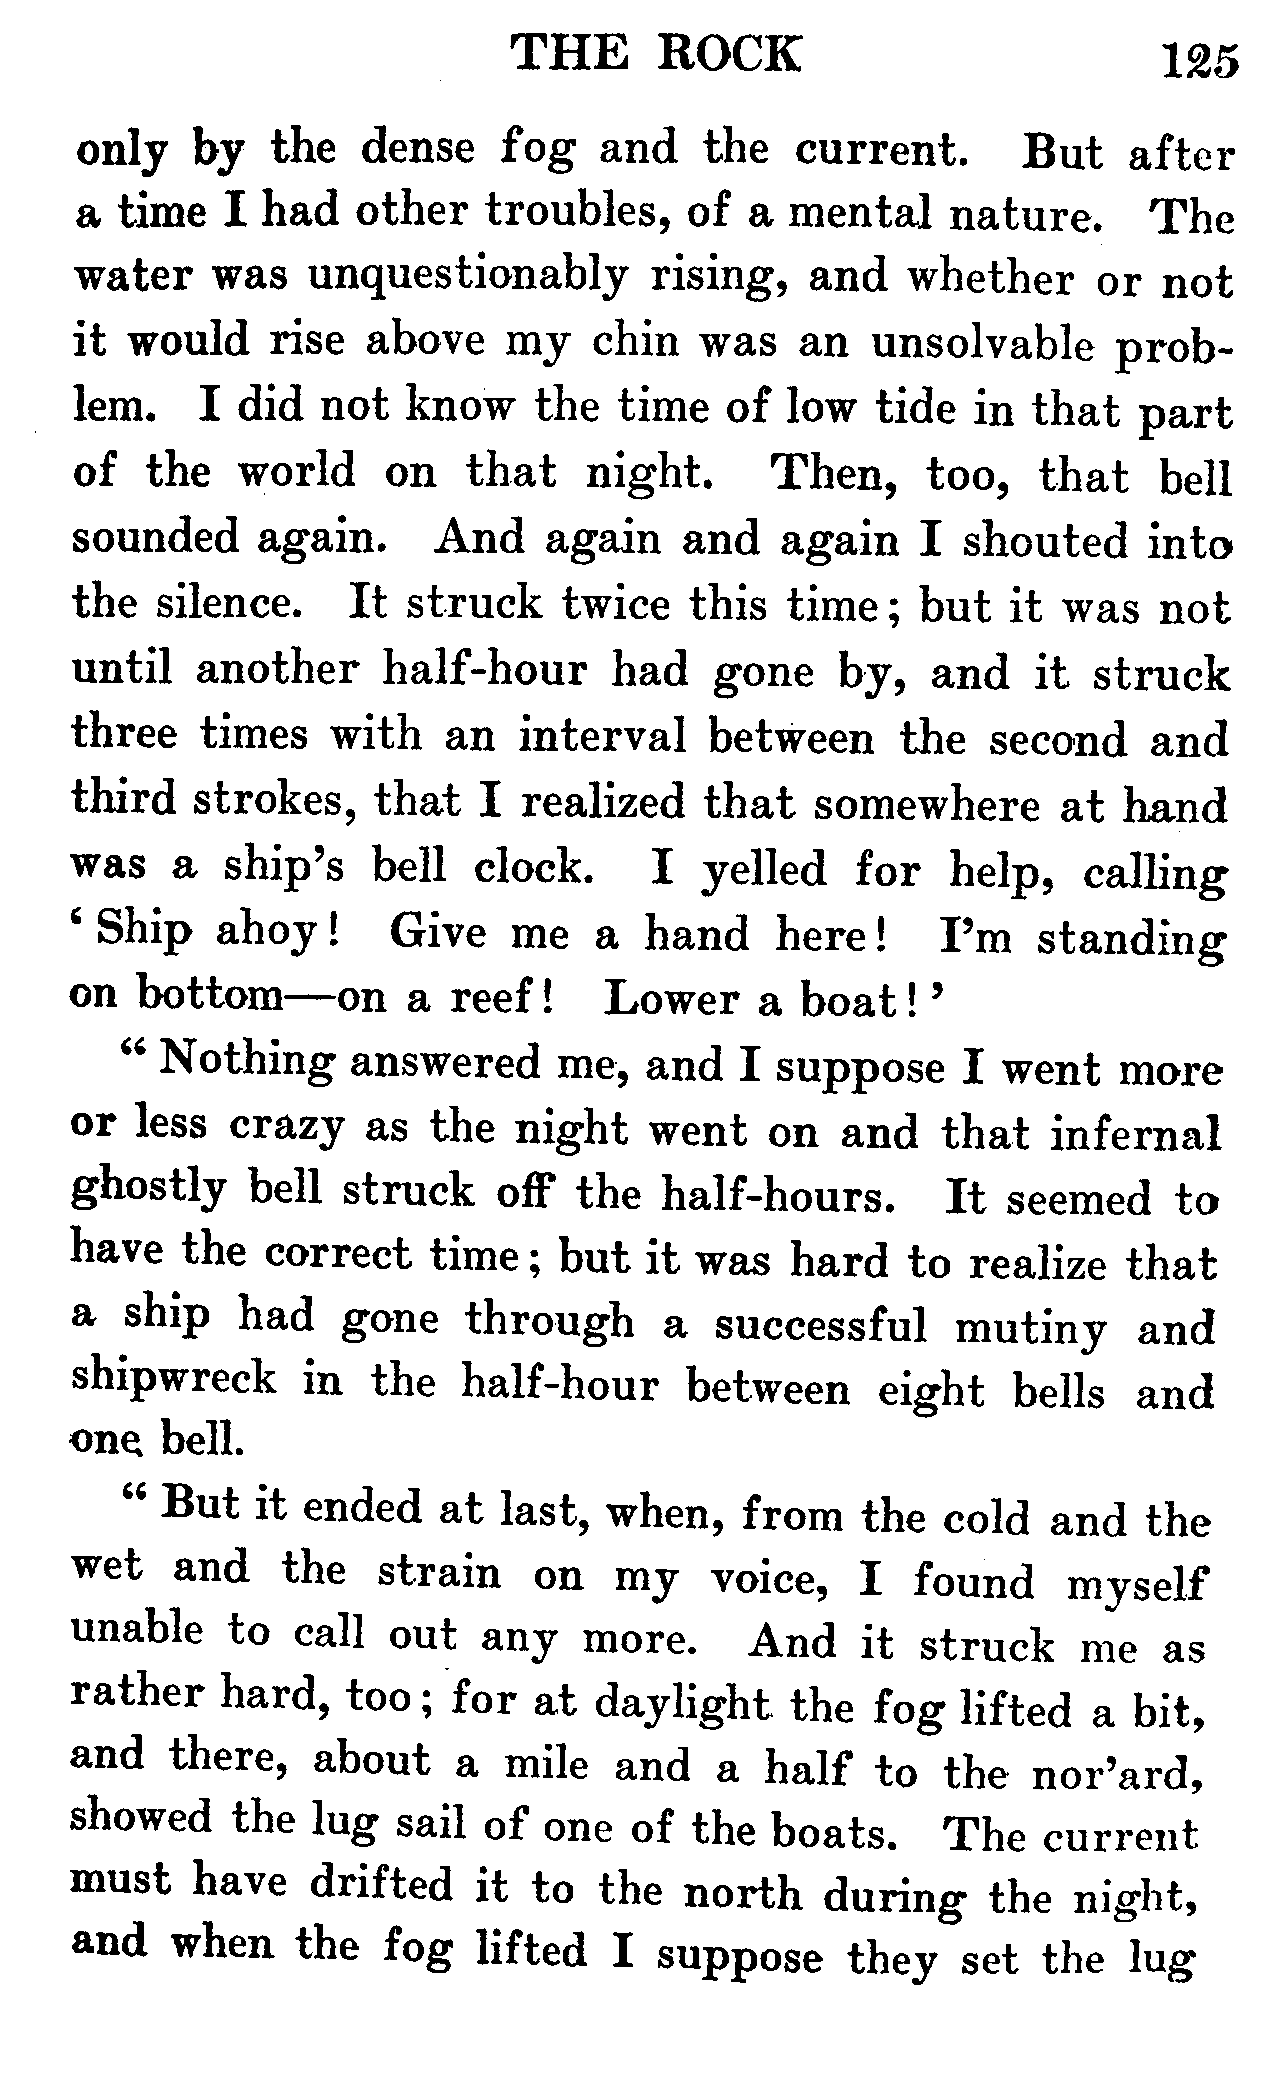 THE ROCK 125
only by the dense fog and the current. But after
a time I had other troubles, of a mental nature. The
water was unquestionably rising, and whether or not
it would rise above my chin was an unsolvable prob-
lem. I did not know the time of low tide in that part
of the world on that night. Then, too, that bell
sounded again. And again and again I shouted into
the silence. It struck twice this time; but it was not
until another half-hour had gone by, and it struck
three times with an interval between the second and
third strokes, that I realized that somewhere at hand
was a ship's bell clock. I yelled for help, calling
‘Ship ahoy! Give me a hand here! I'm standing
on bottom—on a reef! Lower a boat!’
“Nothing answered me, and I suppose I went more
or less crazy as the night went on and that infernal
ghostly bell struck off the half-hours. It seemed to
have the correct time; but it was hard to realize that
a ship had gone through a successful mutiny and
shipwreck in the half-hour between eight bells and
one bell.
“But it ended at last, when, from the cold and the
wet and the strain on my voice, I found myself
unable to call out any more. And it struck me as
rather hard, too; for at daylight the fog lifted a bit,
and there, about a mile and a half to the nor'ard,
showed the lug sail of one of the boats. The current
must have drifted it to the north during the night,
and when the fog lifted I suppose they set the lug